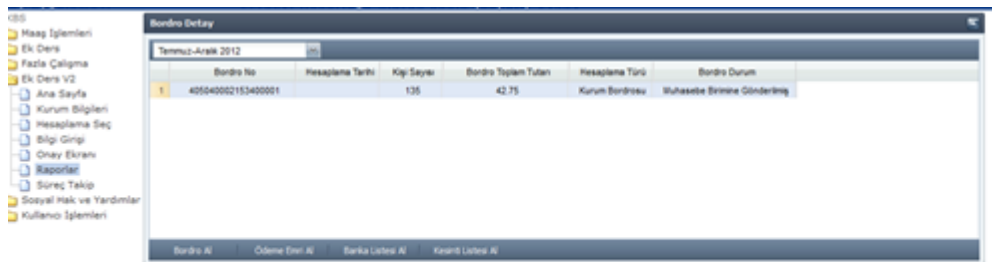 KBS
Maaş İşlemleri
Ek Ders
Fazla Çalışma
Ek Ders V2
Ana Sayfa
Kurum Bilgileri
Hesaplama Seç
Bilgi Girişi
Onay Ekranı
Raporlar
Süreç Takip
Sosyal Hak ve Yardımlar
Kullanıcı İşlemleri
Bordro Detay
Temmuz-Aralık 2012
Bordro No Hesaplama Tarihi Kişi Sayısı Bordro Toplam Tutarı Hesaplama Türü Bordro Durum
1 405040002153400001 135 42.75 Kurum Bordrosu Muhasebe Birimine Gönderilmiş
Bordro Al Ödeme Emri Al Banka Listesi Al Kesinti Listesi Al